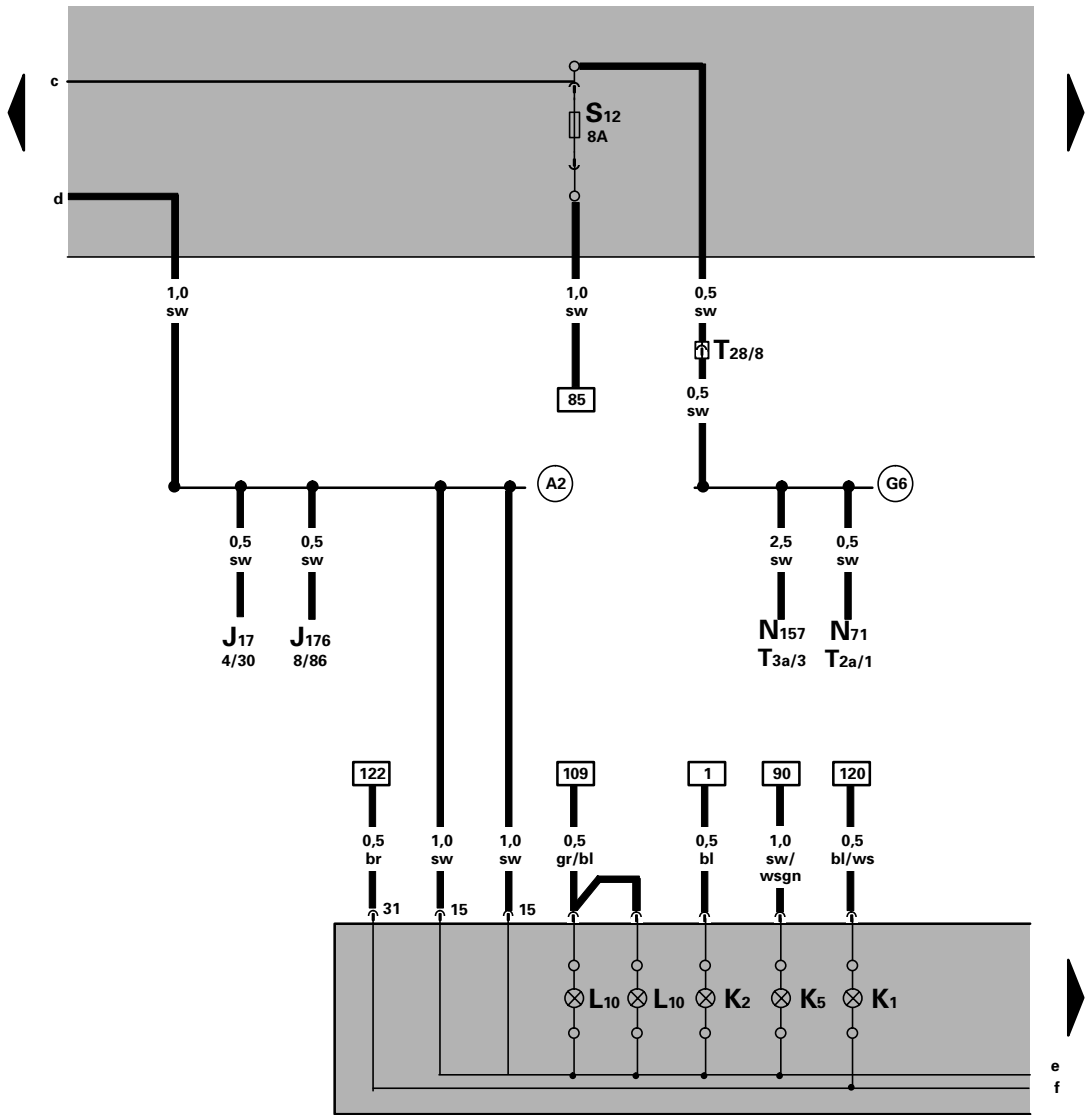 c
S12
8A
d
1,0 1,0 0,5
sw sw sw
T28/8
85
0,5
sw
A2 G6
0,5 0,5 2,5 0,5
sw sw sw sw
J17 J176 N157 N71
4/30 8/86 T3a/3 T2a/1
122 109 1 90 120
0,5 1,0 1,0 0,5 0,5 1,0 0,5
br sw sw gr/bl bl sw/ bl/ws
wsgn
31 15 15
L10 L10 K2 K5 K1
e
f